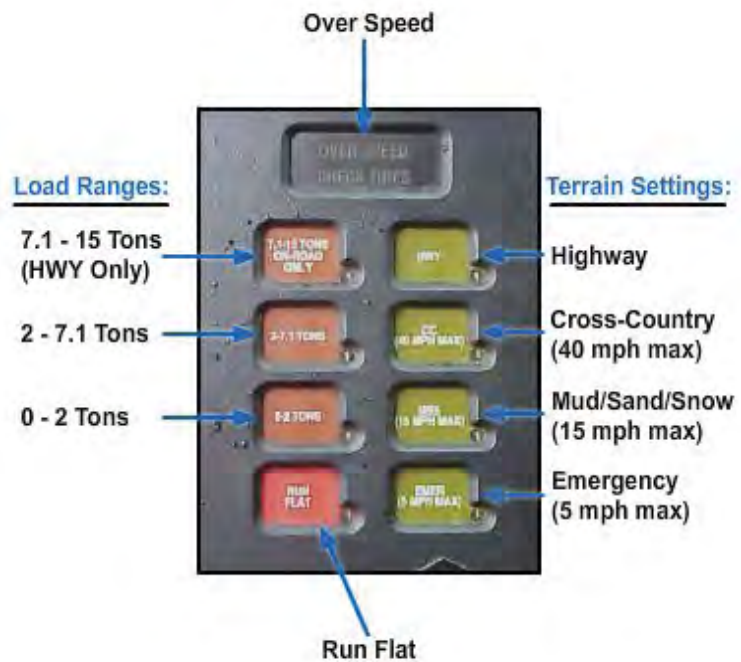 Over Speed
OVER SPEED
CHECK TIRES
Load Ranges:
7.1 - 15 Tons
(HWY Only)
2 - 7.1 Tons
0 - 2 Tons
7.1-15 TONS
ON-ROAD
ONLY
2-7.1 TONS
0-2 TONS
RUN
FLAT
HWY
CC
(40 MPH MAX)
MSS
(15 MPH MAX)
EMER
(5 MPH MAX)
Terrain Settings:
Highway
Cross-Country
(40 mph max)
Mud/Sand/Snow
(15 mph max)
Emergency
(5 mph max)
Run Flat